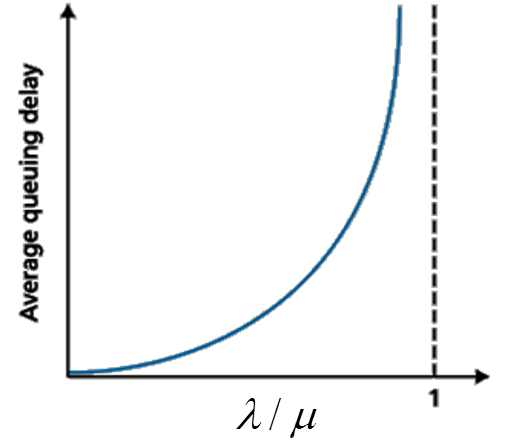 Average queuing delay
1
λ / μ